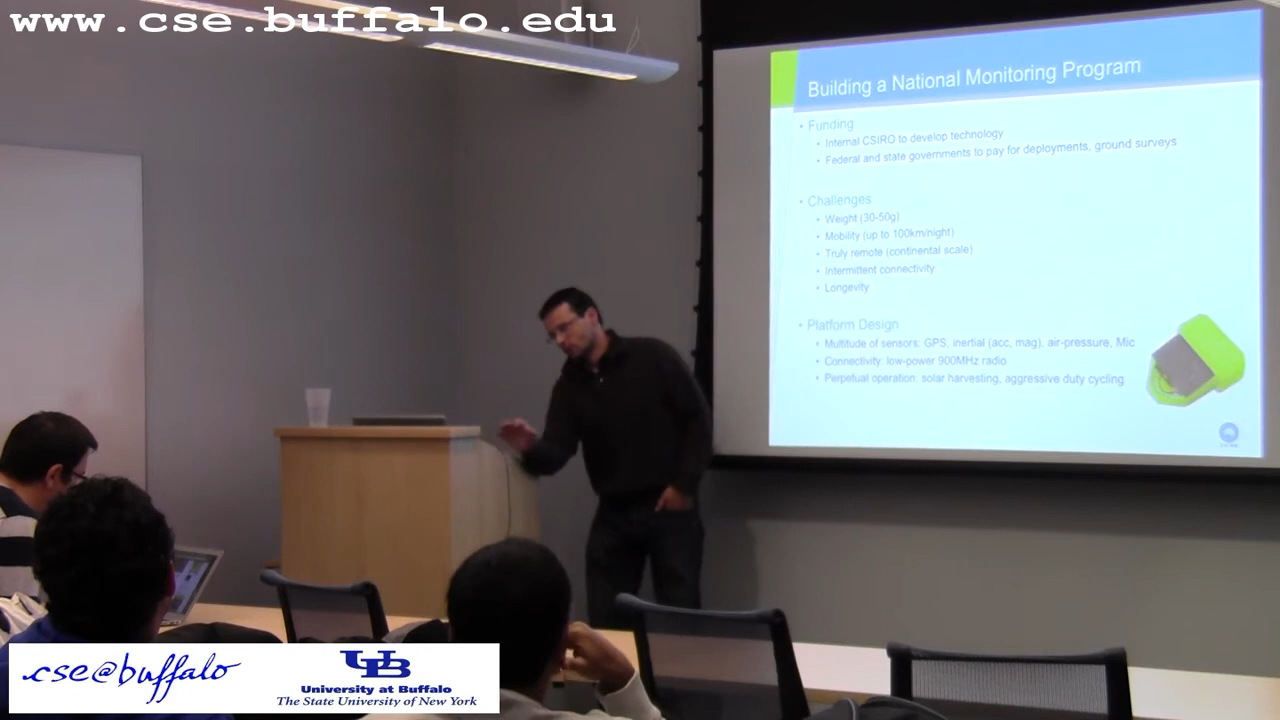 www.cse.buffalo.edu
Building a National Monitoring Program
• Funding
• Internal CSIRO to develop technology
• Federal and state governments to pay for deployments, ground surveys
• Challenges
• Weight (30-50g)
• Mobility (up to 100km/night)
• Truly remote (continental scale)
• Intermittent connectivity
• Longevity
• Platform Design
• Multitude of sensors: GPS, inertial (acc, mag), air-pressure, Mic
• Connectivity: low-power 900MHz radio
• Perpetual operation: solar harvesting, aggressive duty cycling
cse@buffalo
UB
University at Buffalo
The State University of New York